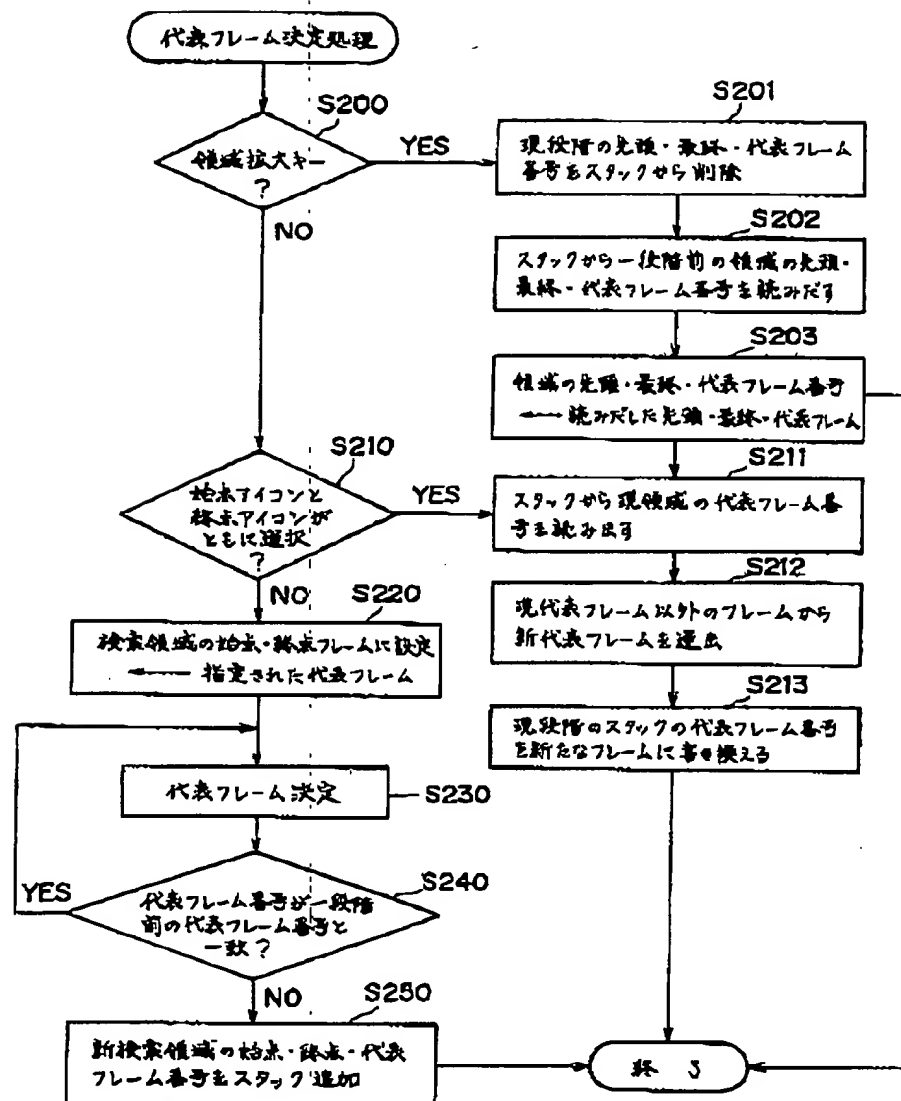 代表フレーム決定処理
S200
領域拡大キー
?
YES
NO
S201
現段階の先頭・最終・代表フレーム
番号をスタックから削除
S202
スタックから一段階前の領域の先頭・
最終・代表フレーム番号を読みだす
S203
領域の先頭・最終・代表フレーム番号
← 読みだした先頭・最終・代表フレーム
S210
始点アイコンと
終点アイコンが
ともに選択
?
YES
NO
S211
スタックから現領域の代表フレーム番
号を読み出す
S212
現代表フレーム以外のフレームから
新代表フレームを選出
S213
現段階のスタックの代表フレーム番号
を新たなフレームに書き換える
S220
検索領域の始点・終点フレームに設定
← 指定された代表フレーム
代表フレーム決定
S230
S240
代表フレーム番号が一段階
前の代表フレーム番号と
一致?
YES
NO
S250
新検索領域の始点・終点・代表
フレーム番号をスタック追加
終了